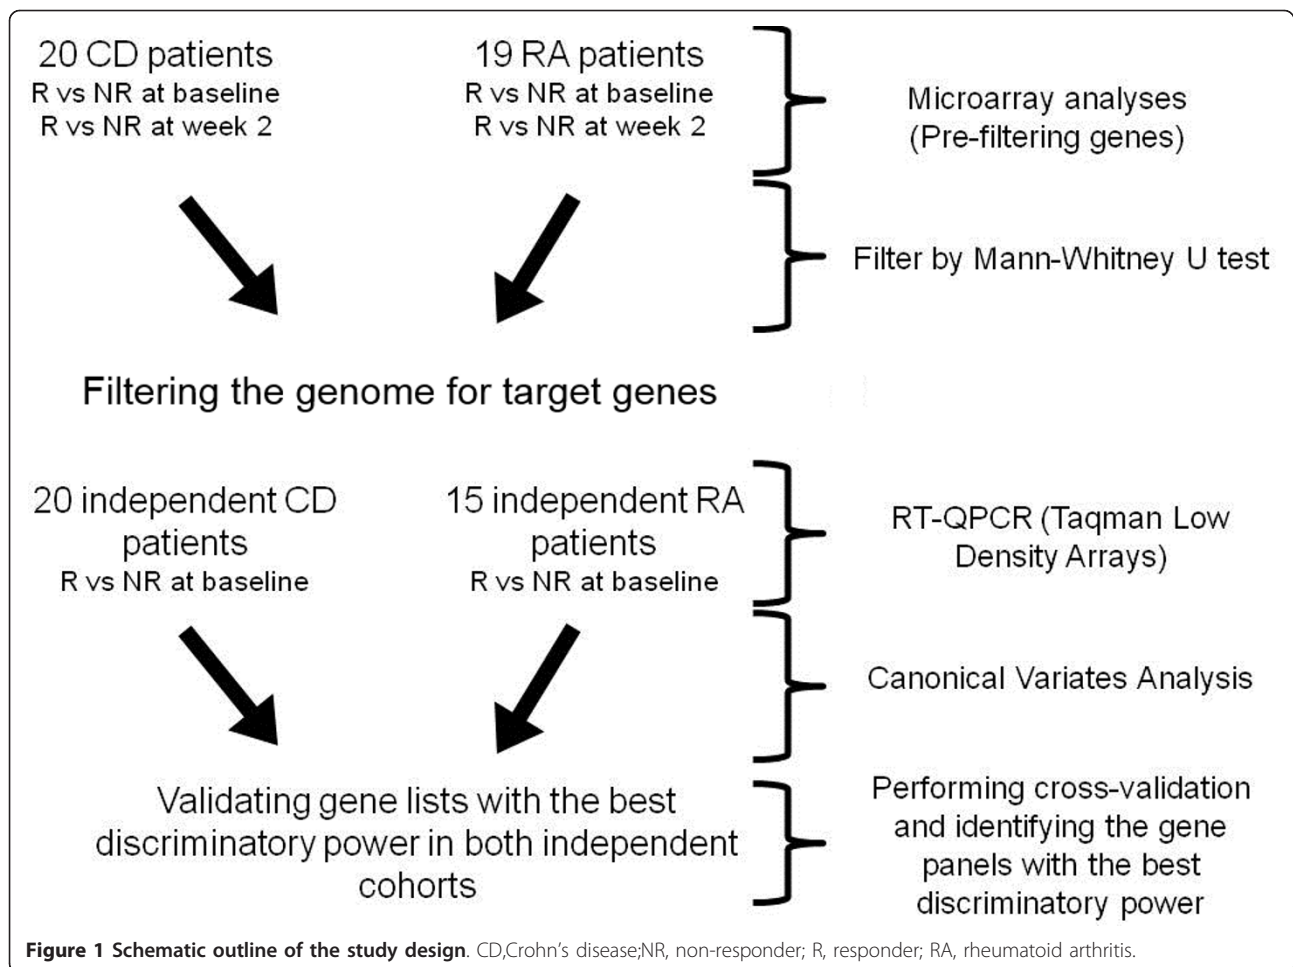 20 CD patients
R vs NR at baseline
R vs NR at week 2
19 RA patients
R vs NR at baseline
R vs NR at week 2
Microarray analyses
(Pre-filtering genes)
Filter by Mann-Whitney U test
Filtering the genome for target genes
20 independent CD
patients
R vs NR at baseline
15 independent RA
patients
R vs NR at baseline
RT-QPCR (Taqman Low
Density Arrays)
Canonical Variates Analysis
Validating gene lists with the best
discriminatory power in both independent
cohorts
Performing cross-validation
and identifying the gene
panels with the best
discriminatory power
Figure 1 Schematic outline of the study design. CD,Crohn's disease;NR, non-responder; R, responder; RA, rheumatoid arthritis.